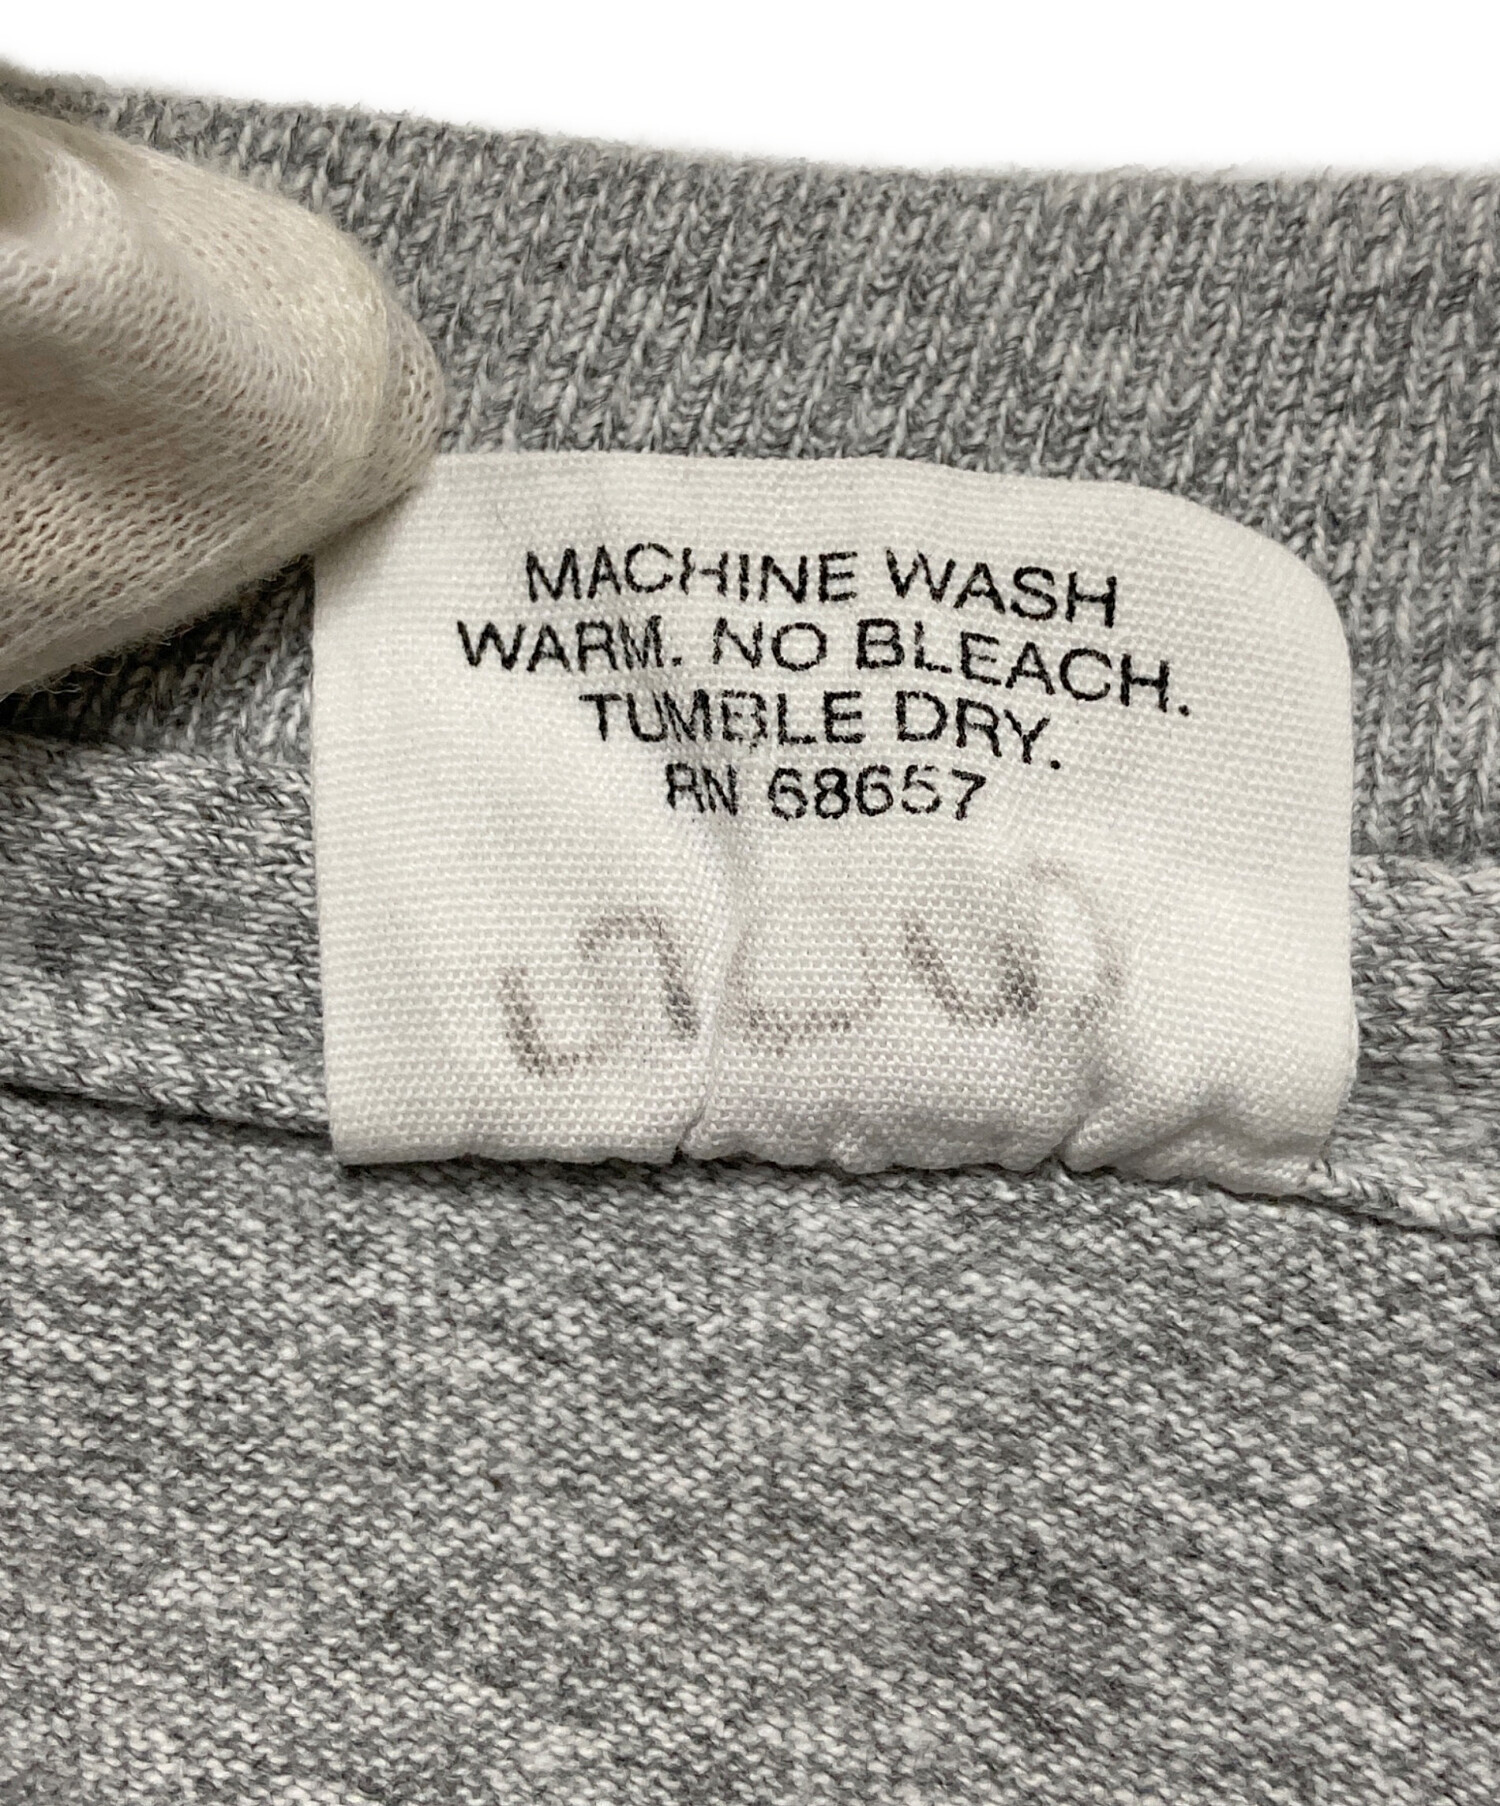 MACHINE WASH
WARM. NO BLEACH.
TUMBLE DRY.
RN 68657